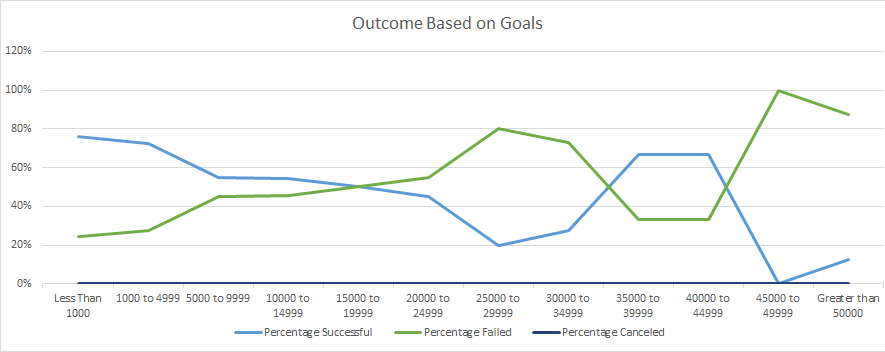 Outcome Based on Goals
120%
100%
80%
60%
40%
20%
0%
Less Than 1000 to 4999 5000 to 9999 10000 to 15000 to 20000 to 25000 to 30000 to 35000 to 40000 to 45000 to Greater than
1000 14999 19999 24999 29999 34999 39999 44999 49999 50000
Percentage Successful Percentage Failed Percentage Canceled